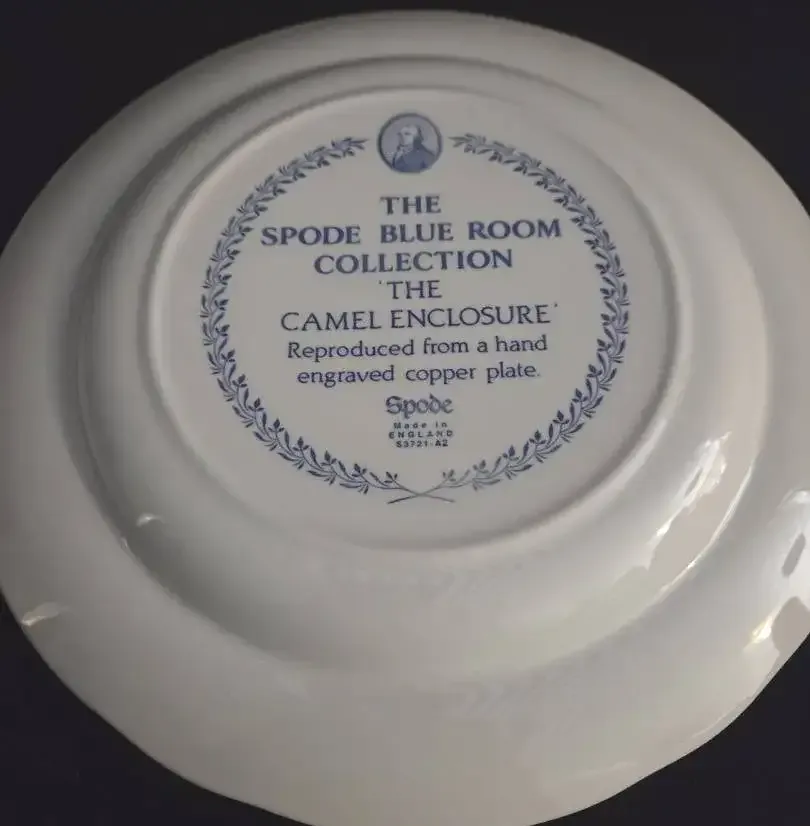 THE
SPODE BLUE ROOM
COLLECTION
'THE
CAMEL ENCLOSURE'
Reproduced from a hand
engraved copper plate.
Spode
Made in
ENGLAND
S3721-A2